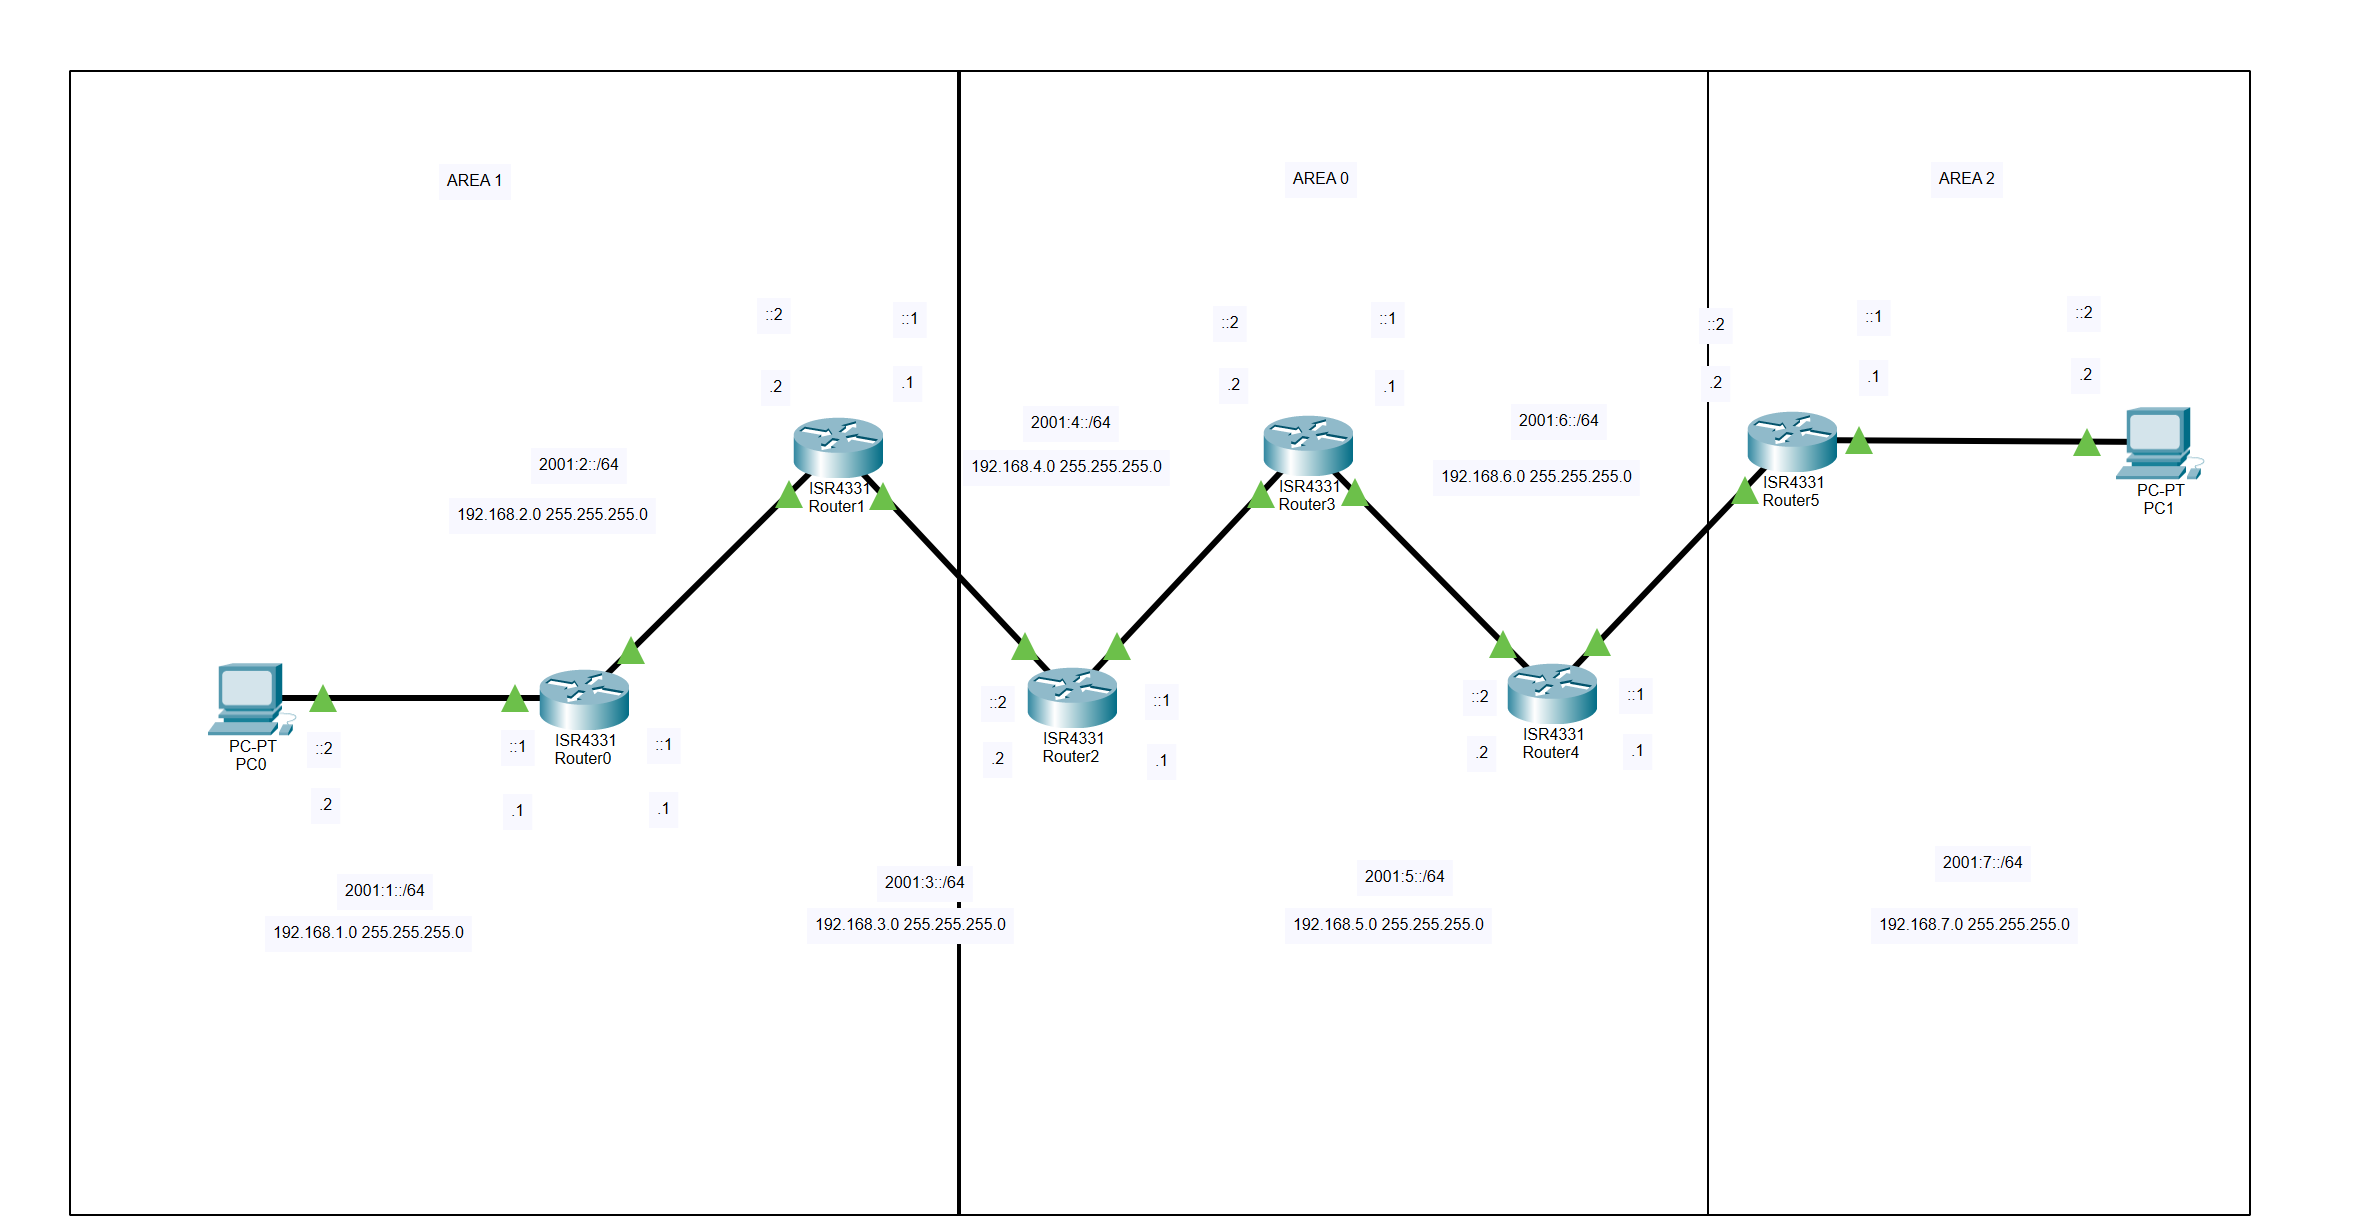 AREA 1
AREA 0
AREA 2
::2
::1
::2
::1
::2
::1
::2
.2
.1
.2
.1
.2
.1
.2
2001:2::/64
192.168.2.0 255.255.255.0
ISR4331
Router1
2001:4::/64
192.168.4.0 255.255.255.0
ISR4331
Router3
2001:6::/64
192.168.6.0 255.255.255.0
ISR4331
Router5
PC-PT
PC1
PC-PT
PC0
::2
.2
::1
.1
ISR4331
Router0
::1
.1
::2
.2
ISR4331
Router2
::1
.1
::2
.2
ISR4331
Router4
::1
.1
2001:1::/64
192.168.1.0 255.255.255.0
2001:3::/64
192.168.3.0 255.255.255.0
2001:5::/64
192.168.5.0 255.255.255.0
2001:7::/64
192.168.7.0 255.255.255.0